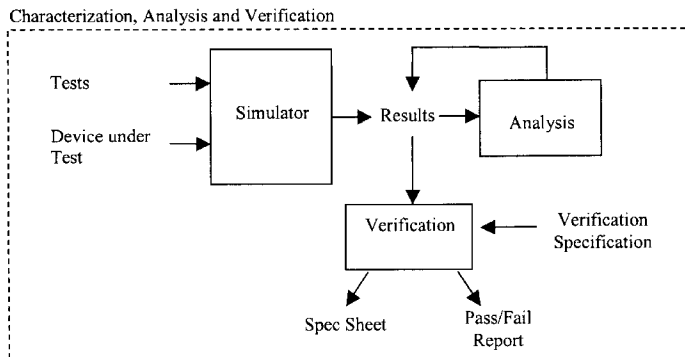 Characterization, Analysis and Verification
Tests
Simulator
Results
Analysis
Device under
Test
Verification
Verification
Specification
Spec Sheet
Pass/Fail
Report